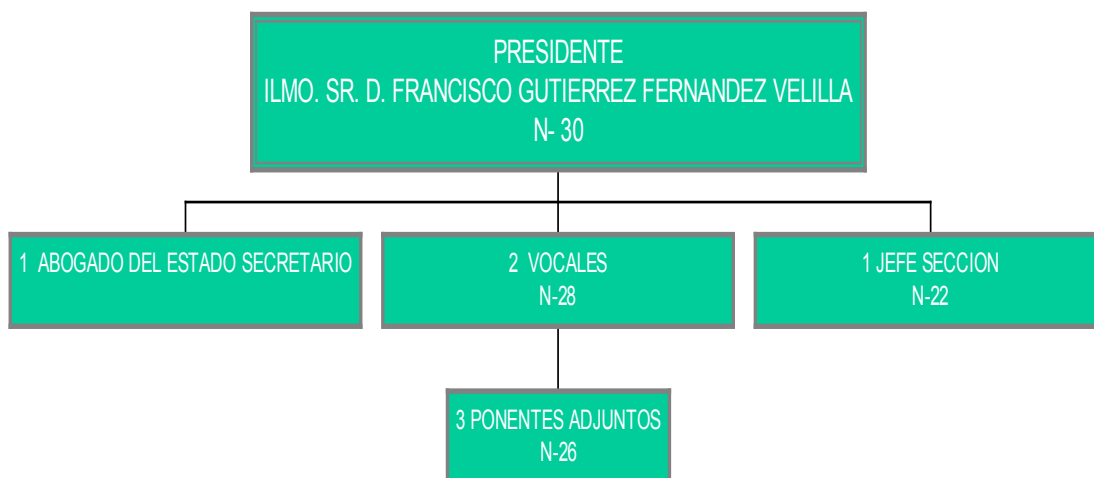 PRESIDENTE
ILMO. SR. D. FRANCISCO GUTIERREZ FERNANDEZ VELILLA
N- 30
1 ABOGADO DEL ESTADO SECRETARIO
2 VOCALES
N-28
1 JEFE SECCION
N-22
3 PONENTES ADJUNTOS
N-26